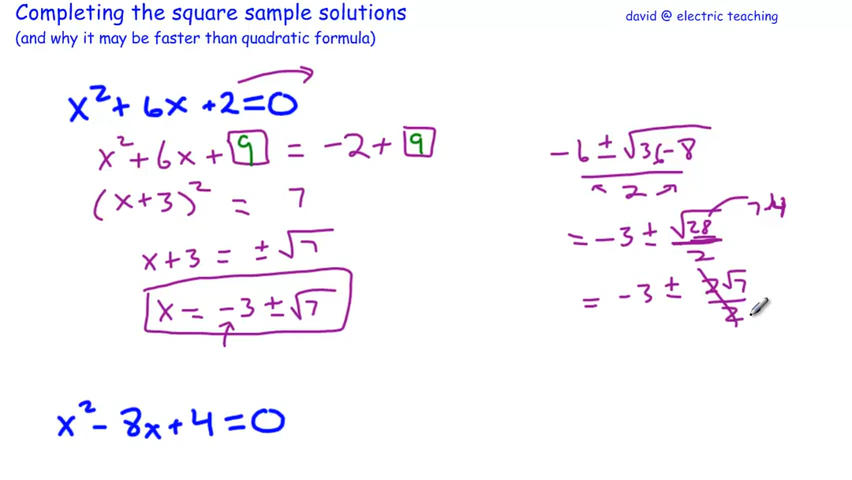 Completing the square sample solutions
david @ electric teaching
(and why it may be faster than quadratic formula)
x² + 6x + 2 = 0
x² + 6x + 9 = -2 + 9
(x + 3)² = 7
x + 3 = ± √7
x = -3 ± √7
-6 ± √36 - 8
2
= -3 ± √28 7·4
2
= -3 ± 2√7
2
x² - 8x + 4 = 0